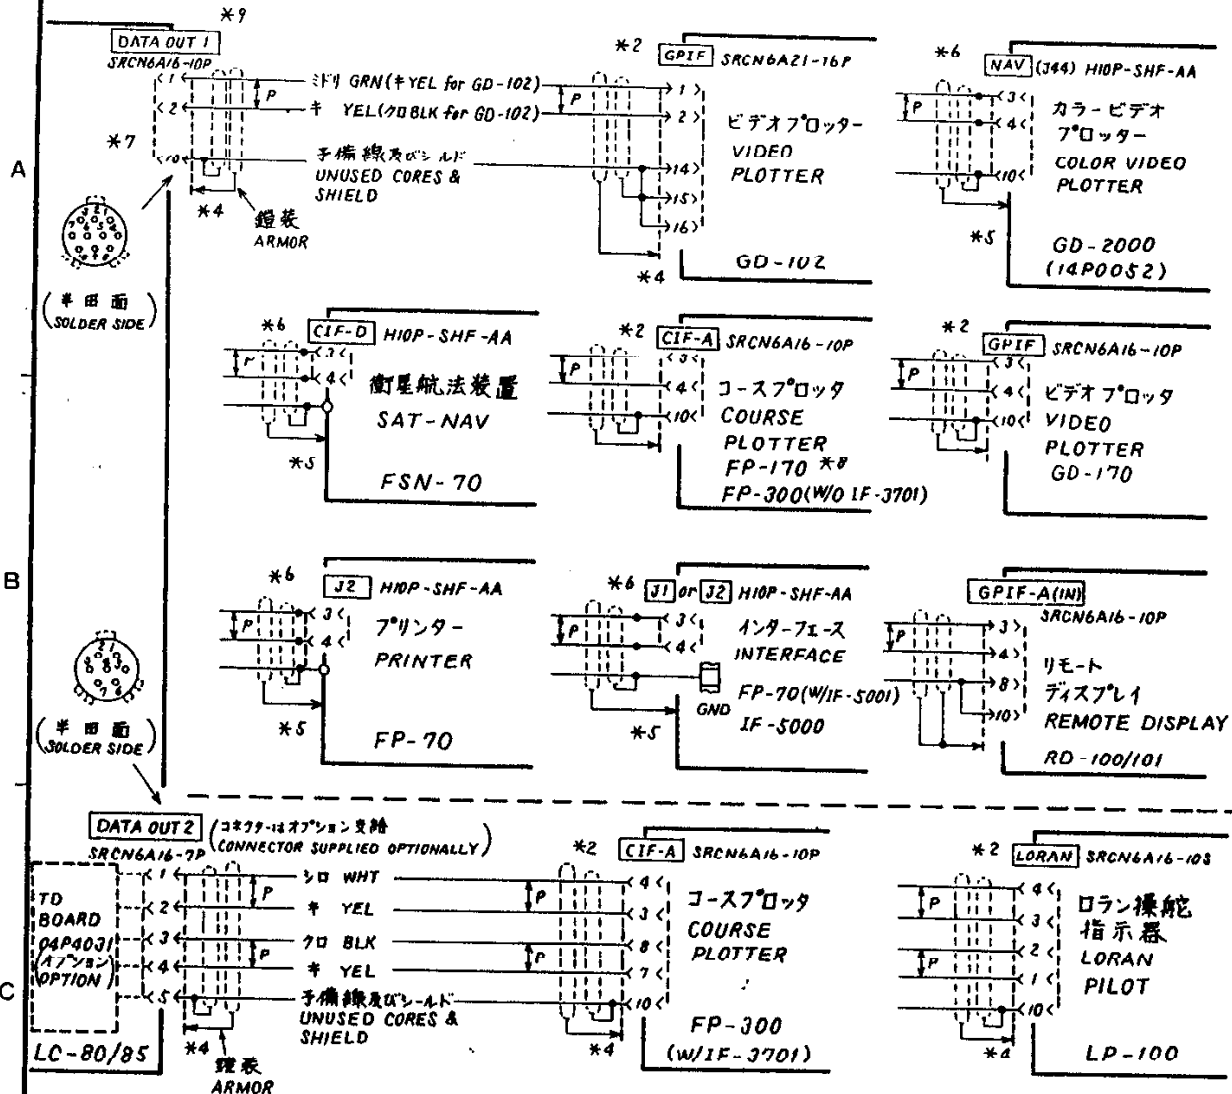 *9
DATA OUT 1
SRCN6A16-10P
1
2
10
*7
P
ミドリ GRN(キ YEL for GD-102)
キ YEL(クロ BLK for GD-102)
予備線及びシールド
UNUSED CORES &
SHIELD
*4
鎧装
ARMOR
(半田面
SOLDER SIDE)
*2
GPIF SRCN6A21-16P
P
1
2
14
15
16
ビデオプロッター
VIDEO
PLOTTER
*4
GD-102
*6
NAV (J44) H10P-SHF-AA
P
3
4
10
カラービデオ
プロッター
COLOR VIDEO
PLOTTER
*5
GD-2000
(14P0052)
A
*6
CIF-D H10P-SHF-AA
P
3
4
衛星航法装置
SAT-NAV
*5
FSN-70
*2
CIF-A SRCN6A16-10P
P
3
4
10
コースプロッタ
COURSE
PLOTTER
FP-170 *8
FP-300(W/O IF-3701)
*2
GPIF SRCN6A16-10P
P
3
4
10
ビデオプロッタ
VIDEO
PLOTTER
GD-170
B
*6
J2 H10P-SHF-AA
P
3
4
プリンター
PRINTER
*5
FP-70
*6
J1 or J2 H10P-SHF-AA
P
3
4
インターフェース
INTERFACE
GND
FP-70(W/IF-5001)
IF-5000
*5
GPIF-A(IN)
SRCN6A16-10P
P
3
4
8
10
リモート
ディスプレイ
REMOTE DISPLAY
RD-100/101
(半田面
SOLDER SIDE)
DATA OUT 2 (コネクターはオプション支給
CONNECTOR SUPPLIED OPTIONALLY)
SRCN6A16-7P
TD
BOARD
04P4031
(オプション
OPTION)
1
2
3
4
5
シロ WHT
キ YEL
クロ BLK
キ YEL
P
P
予備線及びシールド
UNUSED CORES &
SHIELD
*4
鎧装
ARMOR
LC-80/85
*2
CIF-A SRCN6A16-10P
P
P
4
3
8
7
10
コースプロッタ
COURSE
PLOTTER
*4
FP-300
(W/IF-3701)
*2
LORAN SRCN6A16-10S
P
P
4
3
2
1
10
ロラン操舵
指示器
LORAN
PILOT
*4
LP-100
C